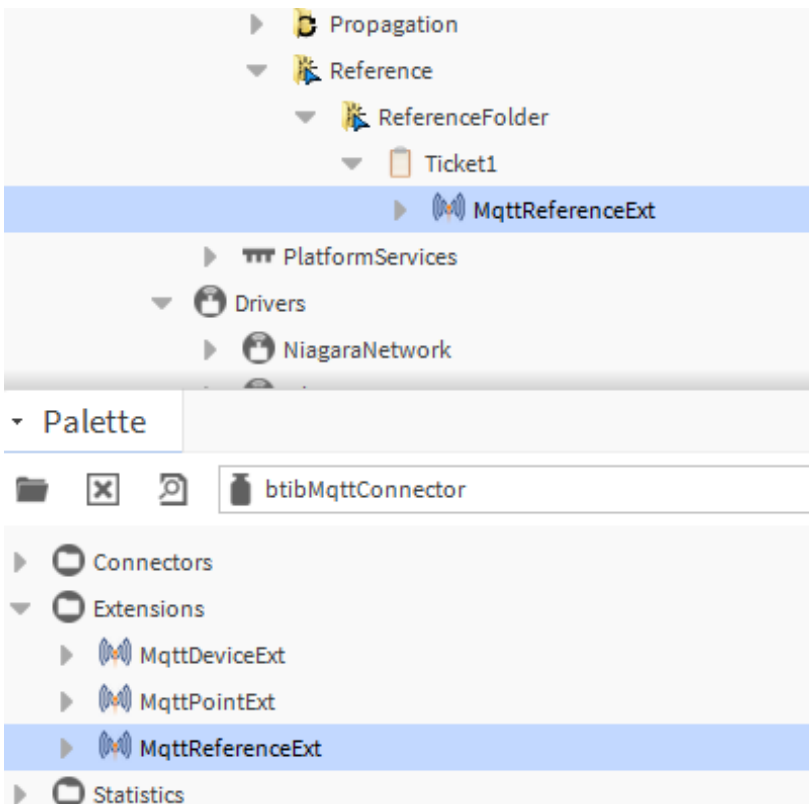 Propagation
Reference
ReferenceFolder
Ticket1
MqttReferenceExt
PlatformServices
Drivers
NiagaraNetwork
Palette
btibMqttConnector
Connectors
Extensions
MqttDeviceExt
MqttPointExt
MqttReferenceExt
Statistics